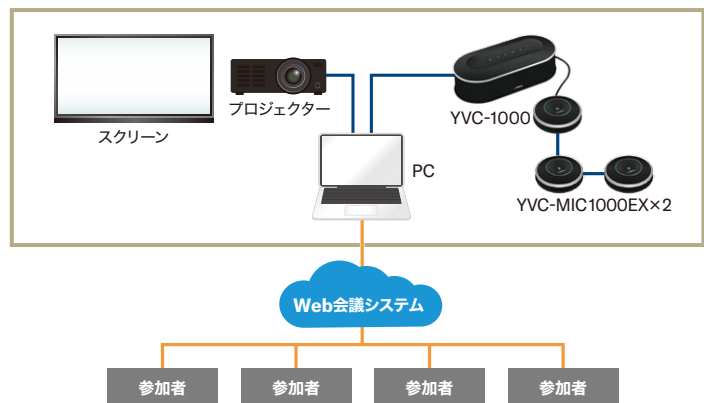 スクリーン
プロジェクター
YVC-1000
PC
YVC-MIC1000EX×2
Web会議システム
参加者
参加者
参加者
参加者